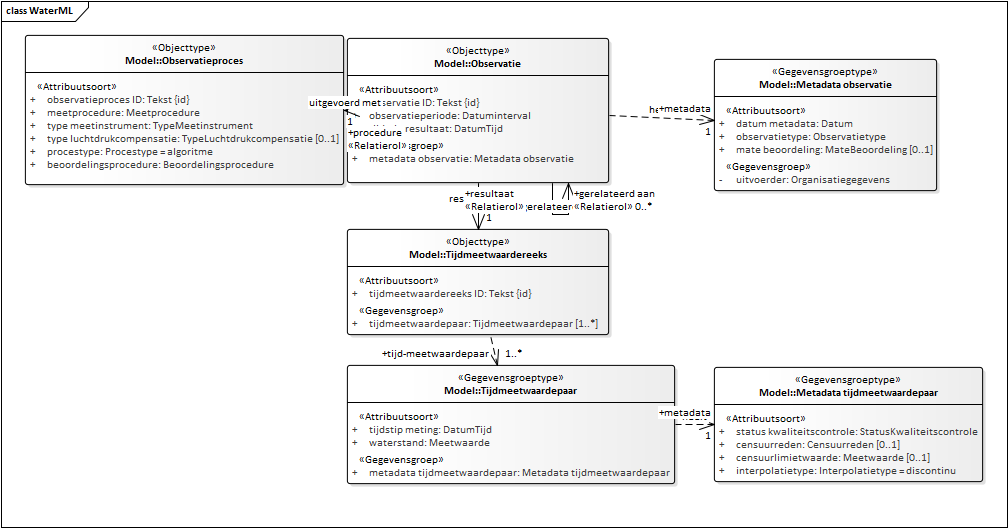 class WaterML
«Objecttype»
Model::Observatieproces
«Attribuutsoort»
+ observatieproces ID: Tekst {id}
+ meetprocedure: Meetprocedure
+ type meetinstrument: TypeMeetinstrument
+ type luchtdrukcompensatie: TypeLuchtdrukcompensatie [0..1]
+ procestype: Procestype = algoritme
+ beoordelingsprocedure: Beoordelingsprocedure
«Objecttype»
Model::Observatie
«Attribuutsoort»
servatie ID: Tekst {id}
observatieperiode: Datuminterval
resultaat: DatumTijd
groep»
+ metadata observatie: Metadata observatie
uitgevoerd met
1
+procedure
«Relatierol»
+metadata
1
«Gegevensgroeptype»
Model::Metadata observatie
«Attribuutsoort»
+ datum metadata: Datum
+ observatietype: Observatietype
+ mate beoordeling: MateBeoordeling [0..1]
«Gegevensgroep»
- uitvoerder: Organisatiegegevens
res
+resultaat
«Relatierol»
1
gerelateer
+gerelateerd aan
«Relatierol» 0..*
«Objecttype»
Model::Tijdmeetwaardereeks
«Attribuutsoort»
+ tijdmeetwaardereeks ID: Tekst {id}
«Gegevensgroep»
+ tijdmeetwaardepaar: Tijdmeetwaardepaar [1..*]
+tijd-meetwaardepaar 1..*
«Gegevensgroeptype»
Model::Tijdmeetwaardepaar
«Attribuutsoort»
+ tijdstip meting: DatumTijd
+ waterstand: Meetwaarde
«Gegevensgroep»
+ metadata tijdmeetwaardepaar: Metadata tijdmeetwaardepaar
+metadata
1
«Gegevensgroeptype»
Model::Metadata tijdmeetwaardepaar
«Attribuutsoort»
+ status kwaliteitscontrole: StatusKwaliteitscontrole
+ censuurreden: Censuurreden [0..1]
+ censuurlimietwaarde: Meetwaarde [0..1]
+ interpolatietype: Interpolatietype = discontinu